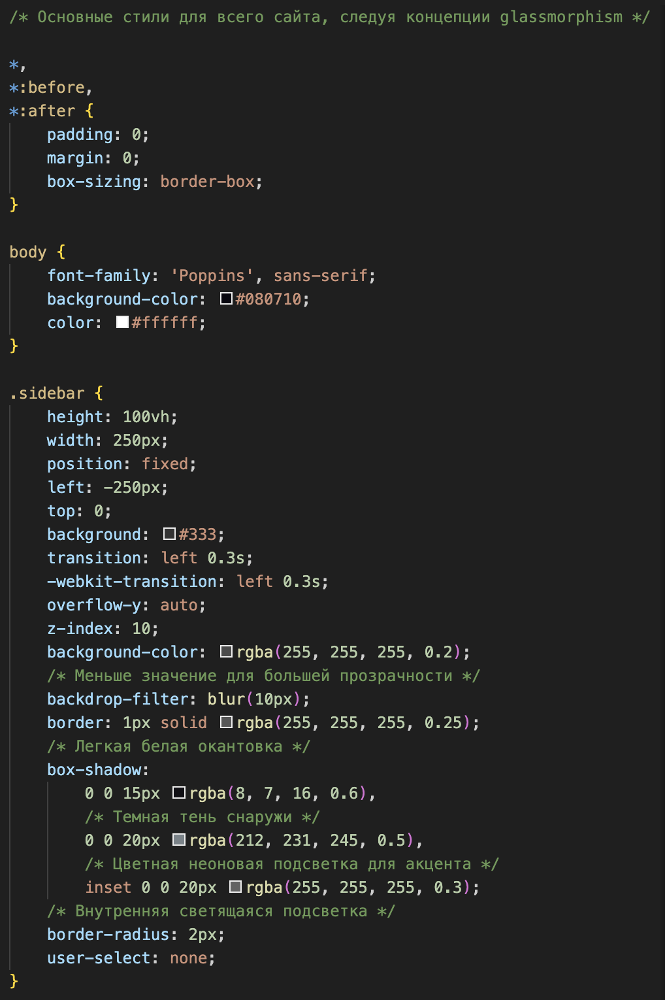 /* Основные стили для всего сайта, следуя концепции glassmorphism */
*,
*:before,
*:after {
padding: 0;
margin: 0;
box-sizing: border-box;
}
body {
font-family: 'Poppins', sans-serif;
background-color: #080710;
color: #ffffff;
}
.sidebar {
height: 100vh;
width: 250px;
position: fixed;
left: -250px;
top: 0;
background: #333;
transition: left 0.3s;
-webkit-transition: left 0.3s;
overflow-y: auto;
z-index: 10;
background-color: rgba(255, 255, 255, 0.2);
/* Меньше значение для большей прозрачности */
backdrop-filter: blur(10px);
border: 1px solid rgba(255, 255, 255, 0.25);
/* Легкая белая окантовка */
box-shadow:
0 0 15px rgba(8, 7, 16, 0.6),
/* Темная тень снаружи */
0 0 20px rgba(212, 231, 245, 0.5),
/* Цветная неоновая подсветка для акцента */
inset 0 0 20px rgba(255, 255, 255, 0.3);
/* Внутренняя светящаяся подсветка */
border-radius: 2px;
user-select: none;
}